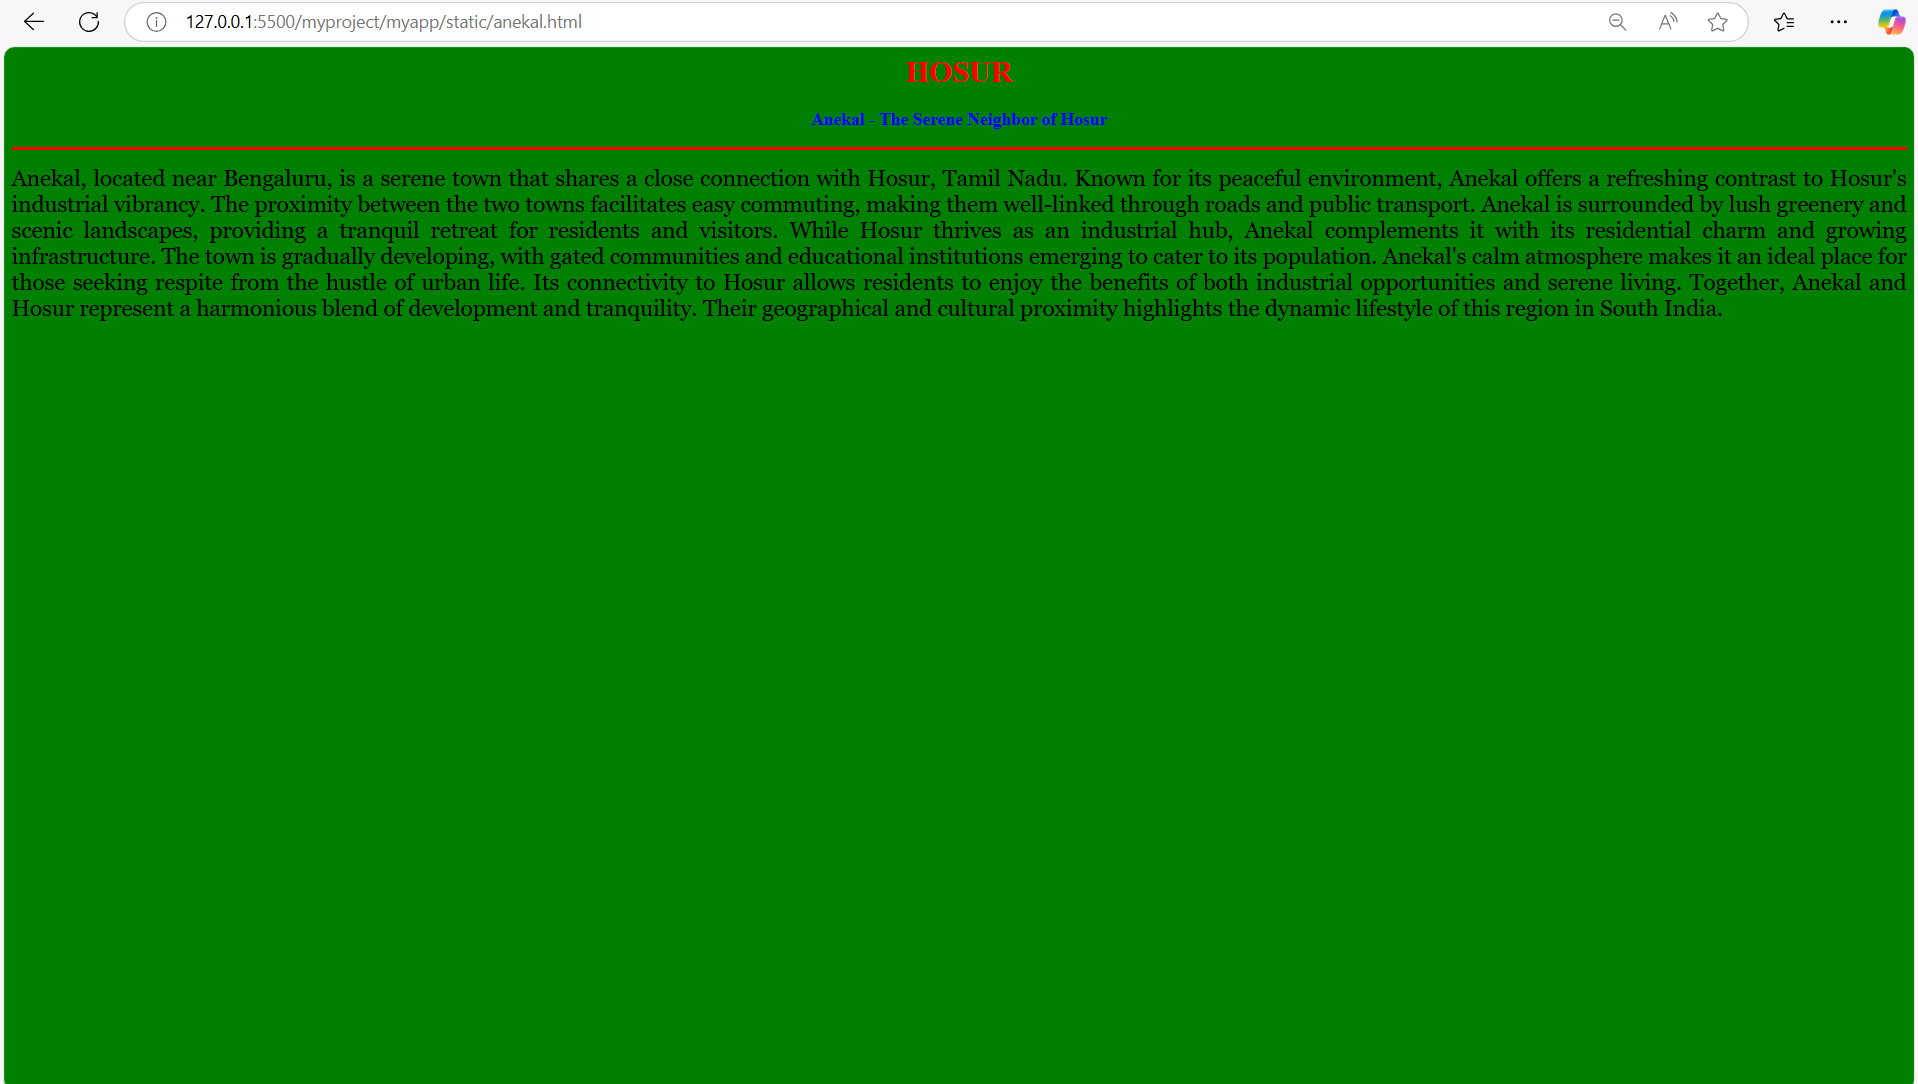 127.0.0.1:5500/myproject/myapp/static/anekal.html
HOSUR
Anekal - The Serene Neighbor of Hosur
Anekal, located near Bengaluru, is a serene town that shares a close connection with Hosur, Tamil Nadu. Known for its peaceful environment, Anekal offers a refreshing contrast to Hosur's
industrial vibrancy. The proximity between the two towns facilitates easy commuting, making them well-linked through roads and public transport. Anekal is surrounded by lush greenery and
scenic landscapes, providing a tranquil retreat for residents and visitors. While Hosur thrives as an industrial hub, Anekal complements it with its residential charm and growing
infrastructure. The town is gradually developing, with gated communities and educational institutions emerging to cater to its population. Anekal's calm atmosphere makes it an ideal place for
those seeking respite from the hustle of urban life. Its connectivity to Hosur allows residents to enjoy the benefits of both industrial opportunities and serene living. Together, Anekal and
Hosur represent a harmonious blend of development and tranquility. Their geographical and cultural proximity highlights the dynamic lifestyle of this region in South India.